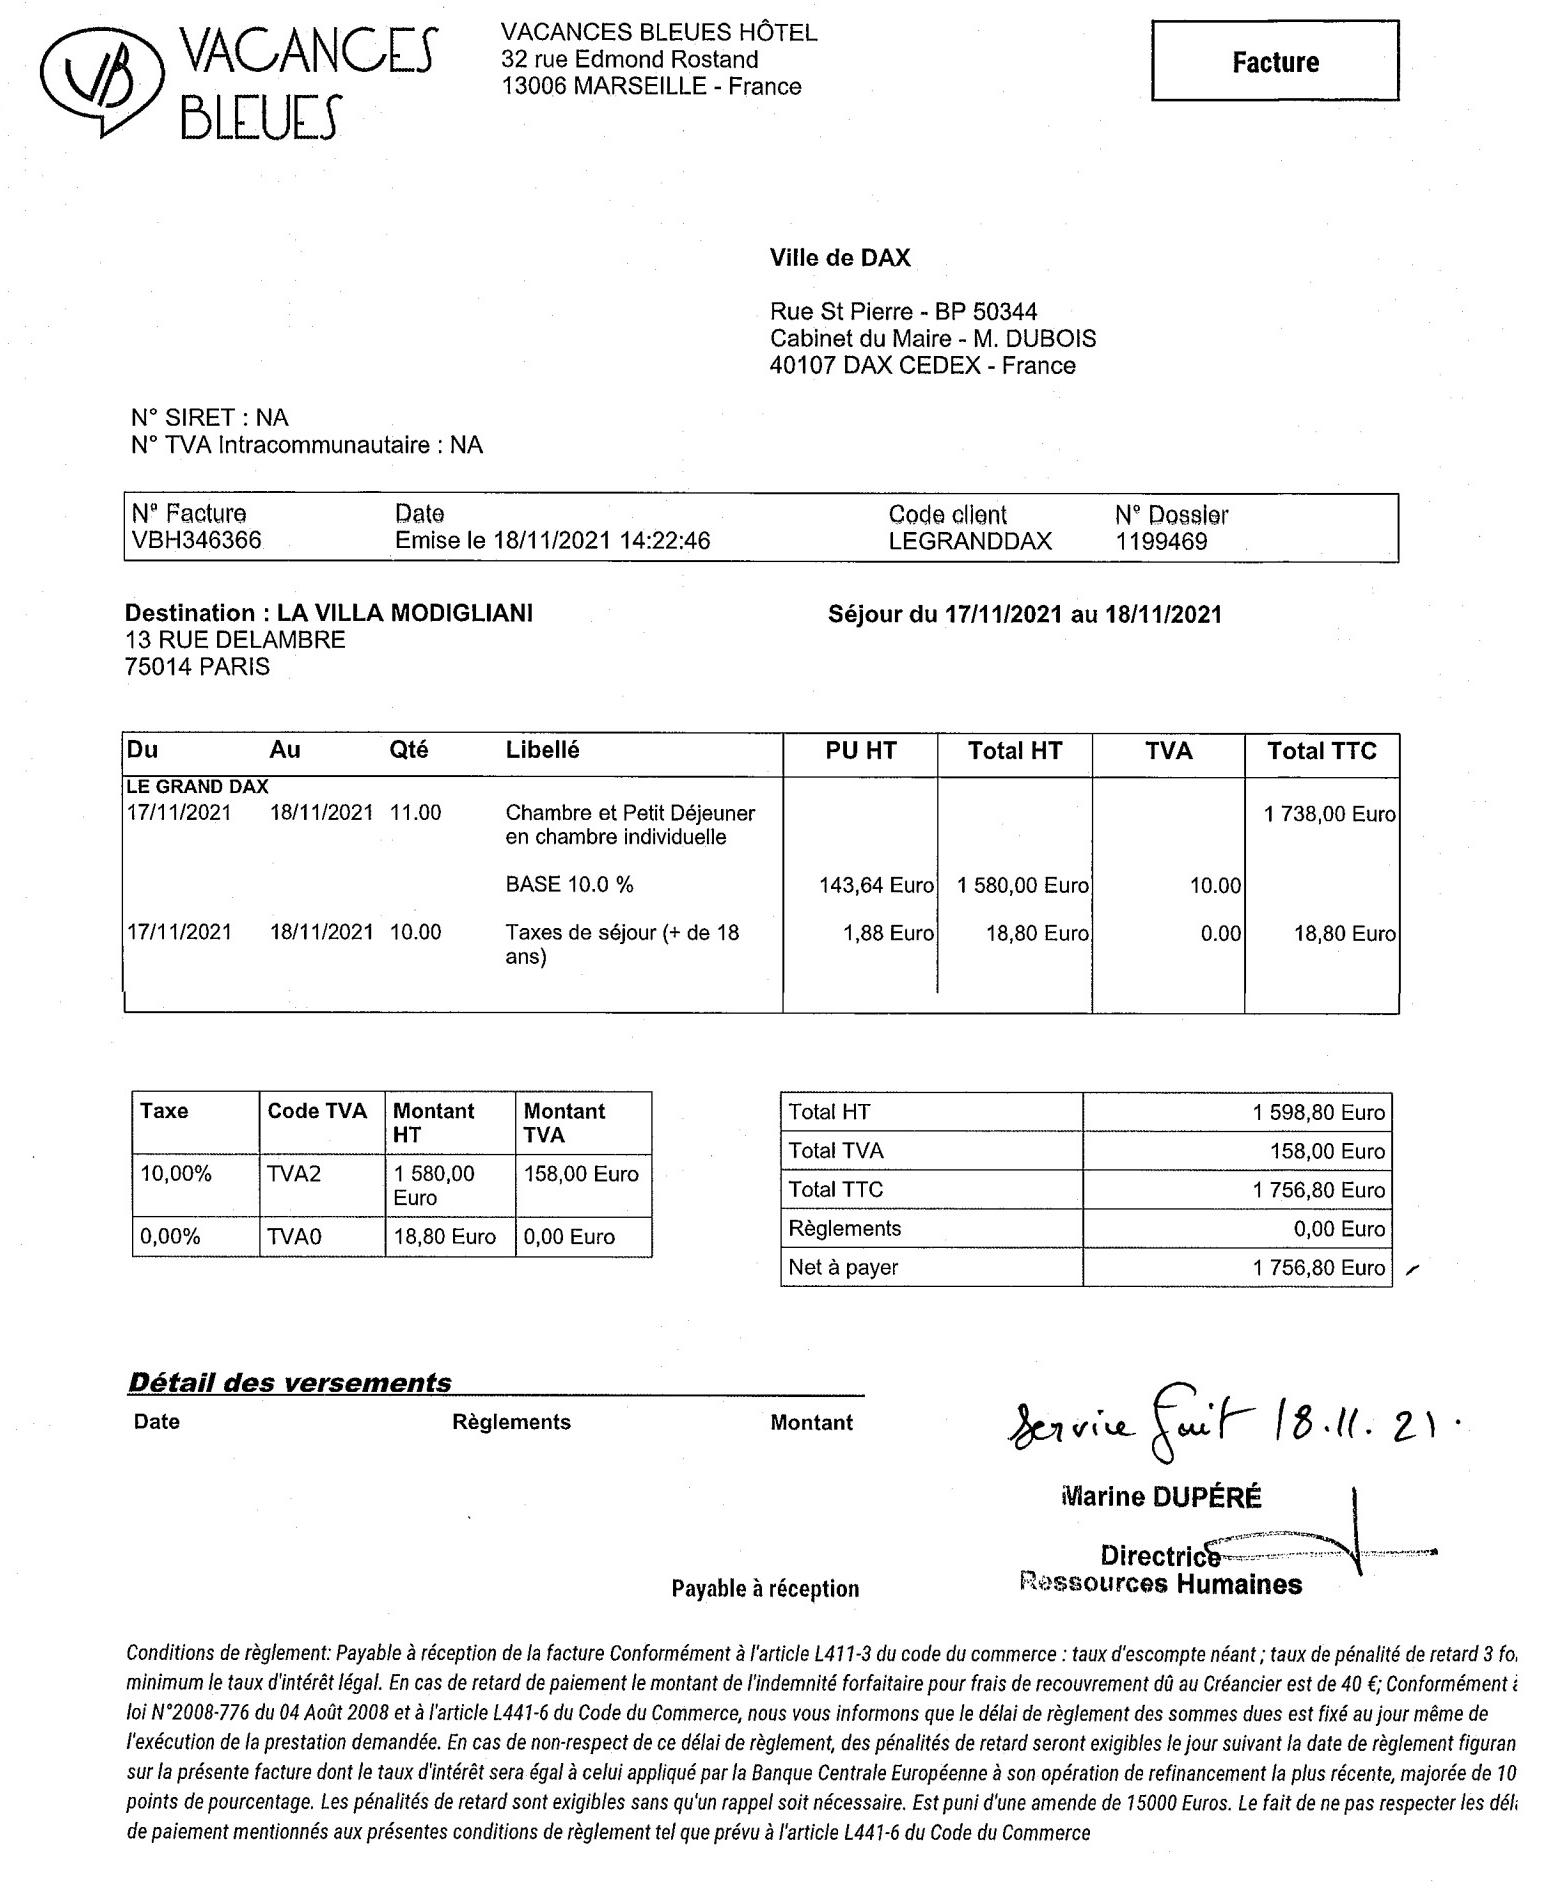 VB VACANCES
BLEUES
VACANCES BLEUES HÔTEL
32 rue Edmond Rostand
13006 MARSEILLE - France
Facture
Ville de DAX
Rue St Pierre - BP 50344
Cabinet du Maire - M. DUBOIS
40107 DAX CEDEX - France
N° SIRET : NA
N° TVA Intracommunautaire : NA
N° Facture Date Code client N° Dossier
VBH346366 Emise le 18/11/2021 14:22:46 LEGRANDDAX 1199469
Destination : LA VILLA MODIGLIANI Séjour du 17/11/2021 au 18/11/2021
13 RUE DELAMBRE
75014 PARIS
Du Au Qté Libellé PU HT Total HT TVA Total TTC
LE GRAND DAX
17/11/2021 18/11/2021 11.00 Chambre et Petit Déjeuner 1 738,00 Euro
en chambre individuelle
BASE 10.0 % 143,64 Euro 1 580,00 Euro 10.00
17/11/2021 18/11/2021 10.00 Taxes de séjour (+ de 18 1,88 Euro 18,80 Euro 0.00 18,80 Euro
ans)
Taxe Code TVA Montant Montant
HT TVA
10,00% TVA2 1 580,00 158,00 Euro
Euro
0,00% TVA0 18,80 Euro 0,00 Euro
Total HT 1 598,80 Euro
Total TVA 158,00 Euro
Total TTC 1 756,80 Euro
Règlements 0,00 Euro
Net à payer 1 756,80 Euro
Détail des versements
Date Règlements Montant
Service fait 18.11.21.
Marine DUPÉRÉ
Directrice
Ressources Humaines
Payable à réception
Conditions de règlement: Payable à réception de la facture Conformément à l'article L411-3 du code du commerce : taux d'escompte néant ; taux de pénalité de retard 3 fo
minimum le taux d'intérêt légal. En cas de retard de paiement le montant de l'indemnité forfaitaire pour frais de recouvrement dû au Créancier est de 40 €; Conformément à
loi N°2008-776 du 04 Août 2008 et à l'article L441-6 du Code du Commerce, nous vous informons que le délai de règlement des sommes dues est fixé au jour même de
l'exécution de la prestation demandée. En cas de non-respect de ce délai de règlement, des pénalités de retard seront exigibles le jour suivant la date de règlement figuran
sur la présente facture dont le taux d'intérêt sera égal à celui appliqué par la Banque Centrale Européenne à son opération de refinancement la plus récente, majorée de 10
points de pourcentage. Les pénalités de retard sont exigibles sans qu'un rappel soit nécessaire. Est puni d'une amende de 15000 Euros. Le fait de ne pas respecter les dél
de paiement mentionnés aux présentes conditions de règlement tel que prévu à l'article L441-6 du Code du Commerce